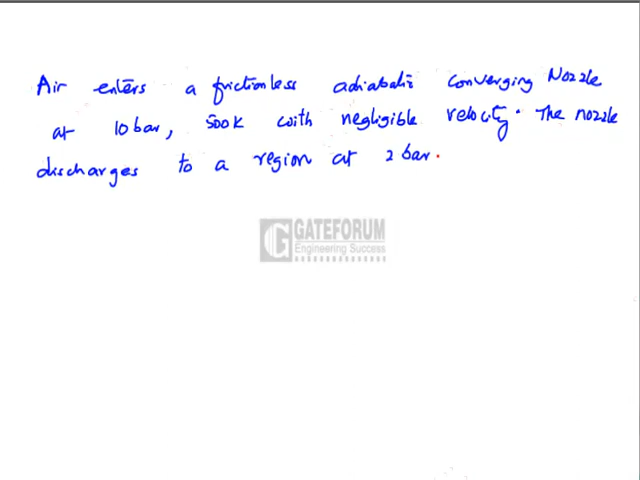 Air enters a frictionless adiabatic converging Nozzle
at 10 bar, 500K with negligible velocity. The nozzle
discharges to a region at 2 bar.
GATEFORUM
Engineering Success